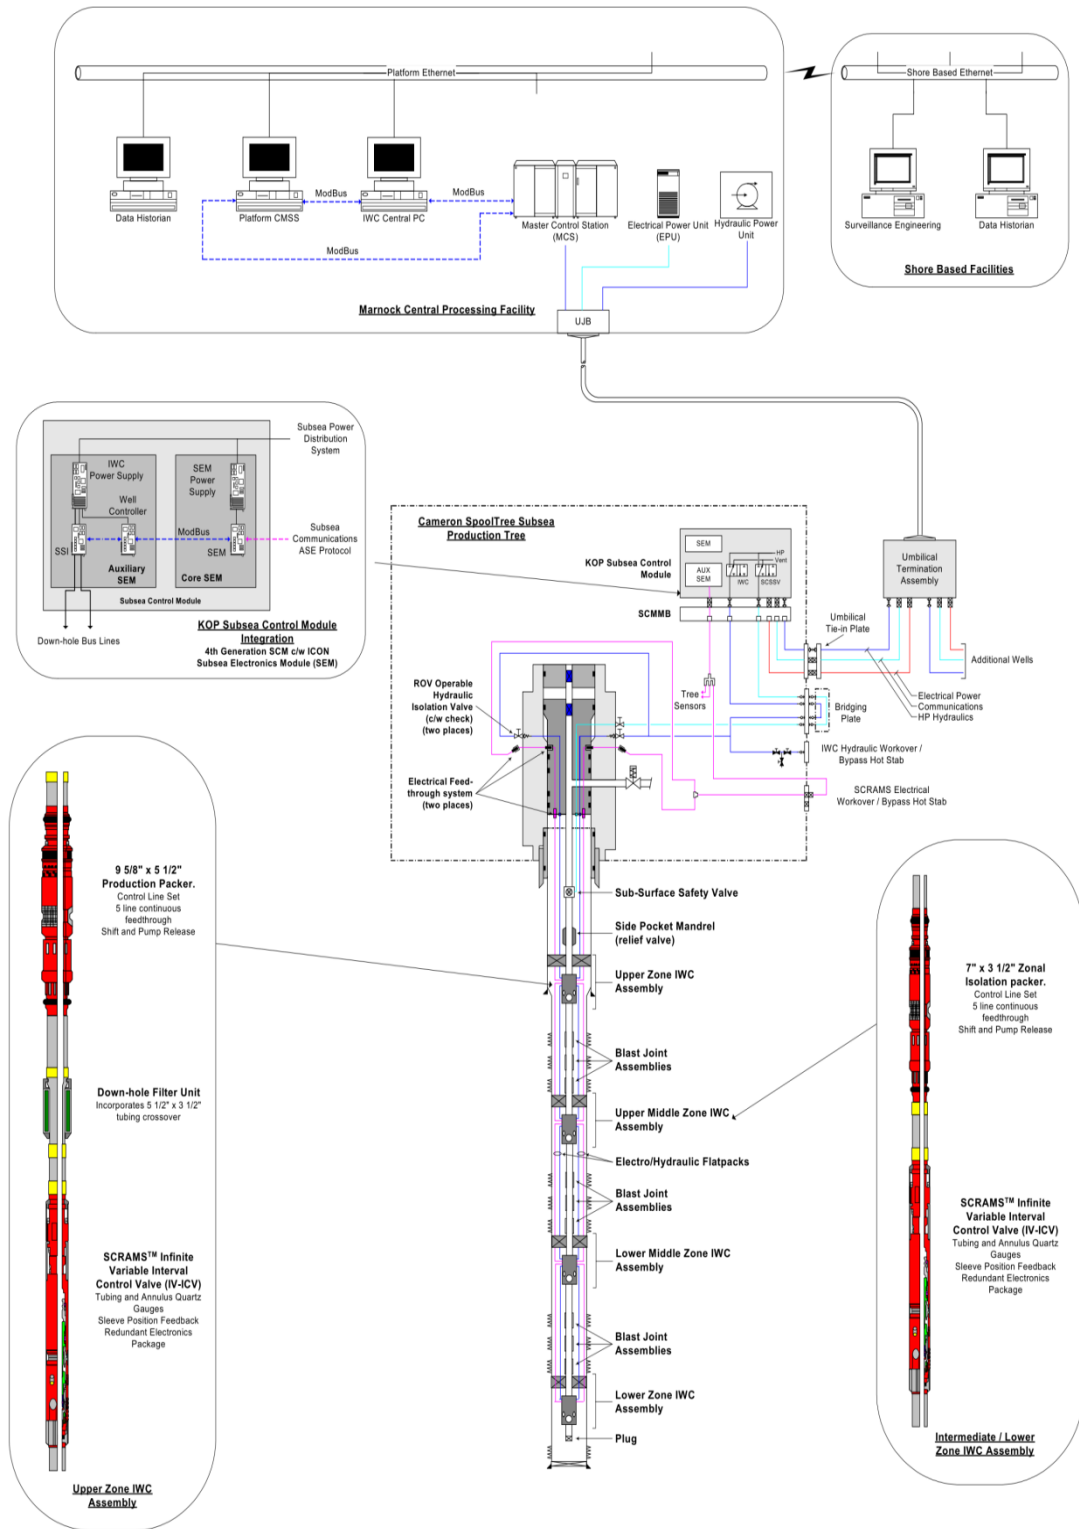 Platform Ethernet
Shore Based Ethernet
Data Historian
Platform CMSS
IWC Central PC
ModBus
ModBus
ModBus
Master Control Station
(MCS)
Electrical Power Unit
(EPU)
Hydraulic Power
Unit
Surveillance Engineering
Data Historian
Shore Based Facilities
Marnock Central Processing Facility
UJB
Subsea Power
Distribution
System
IWC
Power Supply
SEM
Power
Supply
Well
Controller
ModBus
SSI
SEM
Auxiliary
SEM
Core SEM
Subsea
Communications
ASE Protocol
Subsea Control Module
Down-hole Bus Lines
KOP Subsea Control Module
Integration
4th Generation SCM c/w ICON
Subsea Electronics Module (SEM)
Cameron SpoolTree Subsea
Production Tree
KOP Subsea Control
Module
SEM
AUX
SEM
HP
Vent
IWC
SCSSV
SCMMB
Umbilical
Termination
Assembly
Umbilical
Tie-in Plate
Additional Wells
Electrical Power
Communications
HP Hydraulics
Tree
Sensors
Bridging
Plate
IWC Hydraulic Workover /
Bypass Hot Stab
SCRAMS Electrical
Workover / Bypass Hot Stab
ROV Operable
Hydraulic
Isolation Valve
(c/w check)
(two places)
Electrical Feed-
through system
(two places)
Sub-Surface Safety Valve
Side Pocket Mandrel
(relief valve)
Upper Zone IWC
Assembly
Blast Joint
Assemblies
Upper Middle Zone IWC
Assembly
Electro/Hydraulic Flatpacks
Blast Joint
Assemblies
Lower Middle Zone IWC
Assembly
Blast Joint
Assemblies
Lower Zone IWC
Assembly
Plug
9 5/8" x 5 1/2"
Production Packer.
Control Line Set
5 line continuous
feedthrough
Shift and Pump Release
Down-hole Filter Unit
Incorporates 5 1/2" x 3 1/2"
tubing crossover
SCRAMS™ Infinite
Variable Interval
Control Valve (IV-ICV)
Tubing and Annulus Quartz
Gauges
Sleeve Position Feedback
Redundant Electronics
Package
Upper Zone IWC
Assembly
7" x 3 1/2" Zonal
Isolation packer.
Control Line Set
5 line continuous
feedthrough
Shift and Pump Release
SCRAMS™ Infinite
Variable Interval
Control Valve (IV-ICV)
Tubing and Annulus Quartz
Gauges
Sleeve Position Feedback
Redundant Electronics
Package
Intermediate / Lower
Zone IWC Assembly